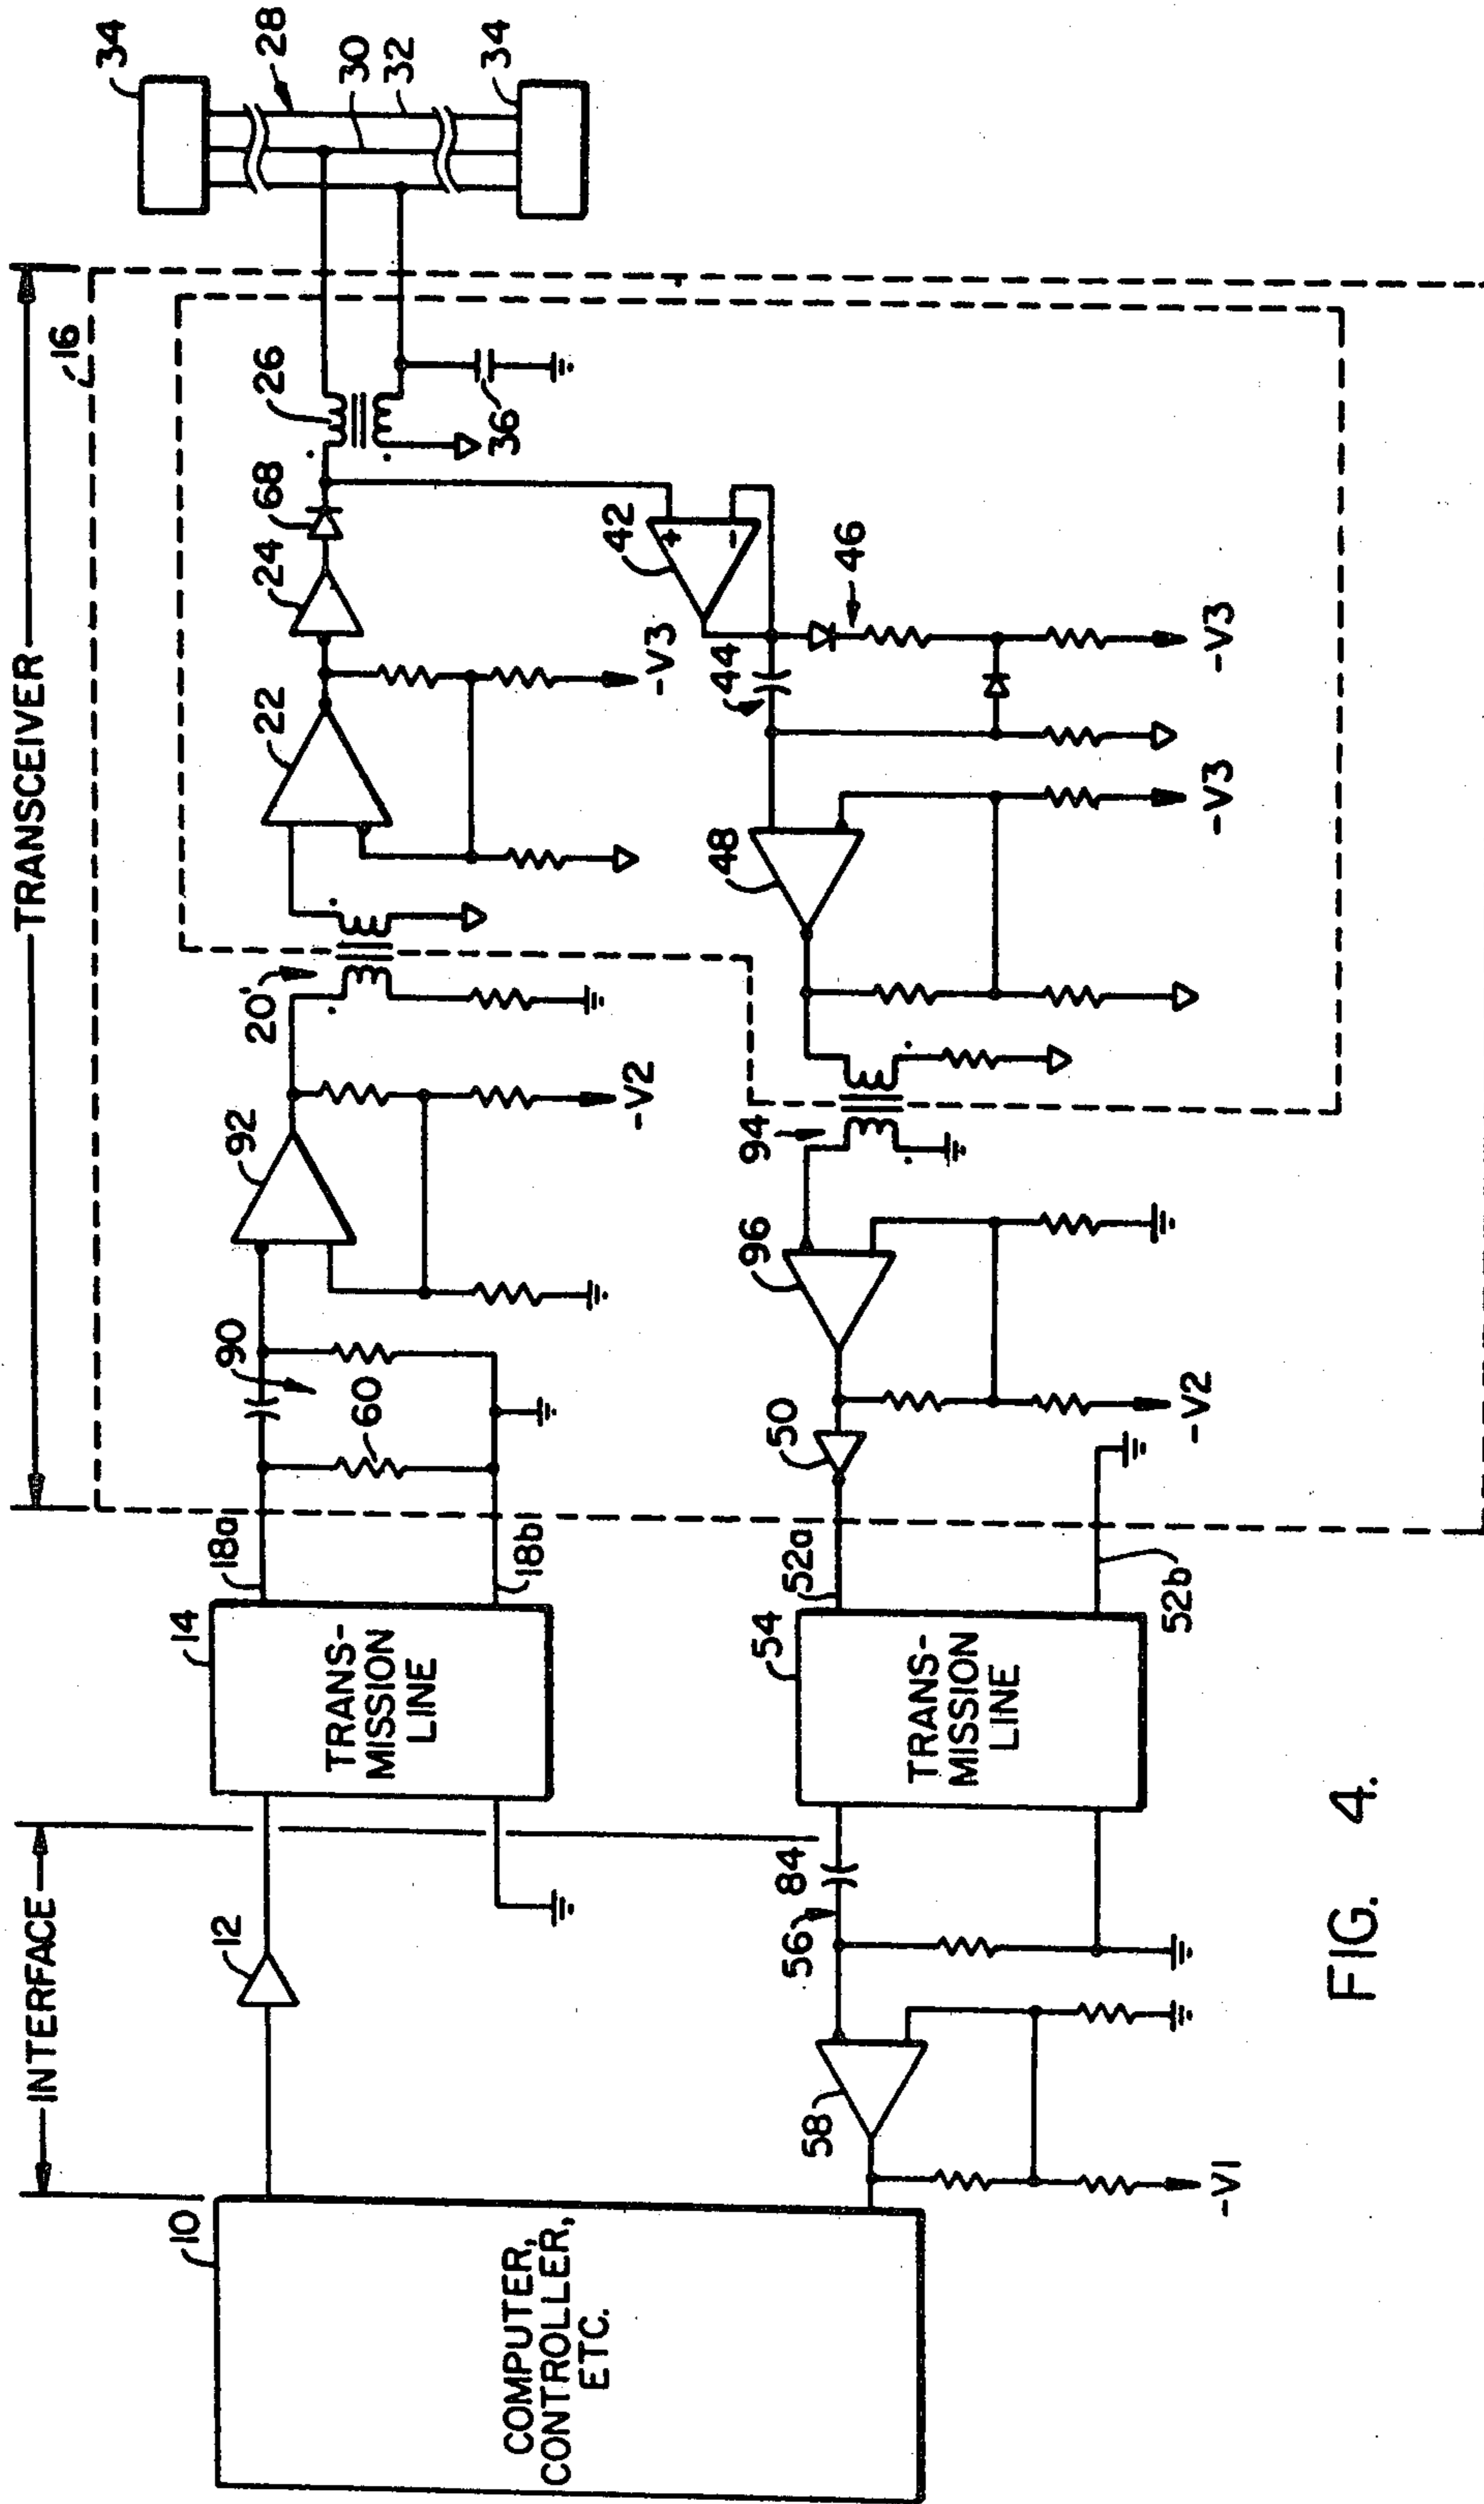 INTERFACE
TRANSCEIVER
10
COMPUTER,
CONTROLLER,
ETC.
12
14
TRANS-
MISSION
LINE
18a
18b
16
90
60
92
-V2
20'
22
-V3
24
68
26
36
34
28
30
32
34
42
44
46
-V3
48
-V3
94
96
-V2
50
52a
52b
54
TRANS-
MISSION
LINE
84
56
58
-V1
FIG. 4.